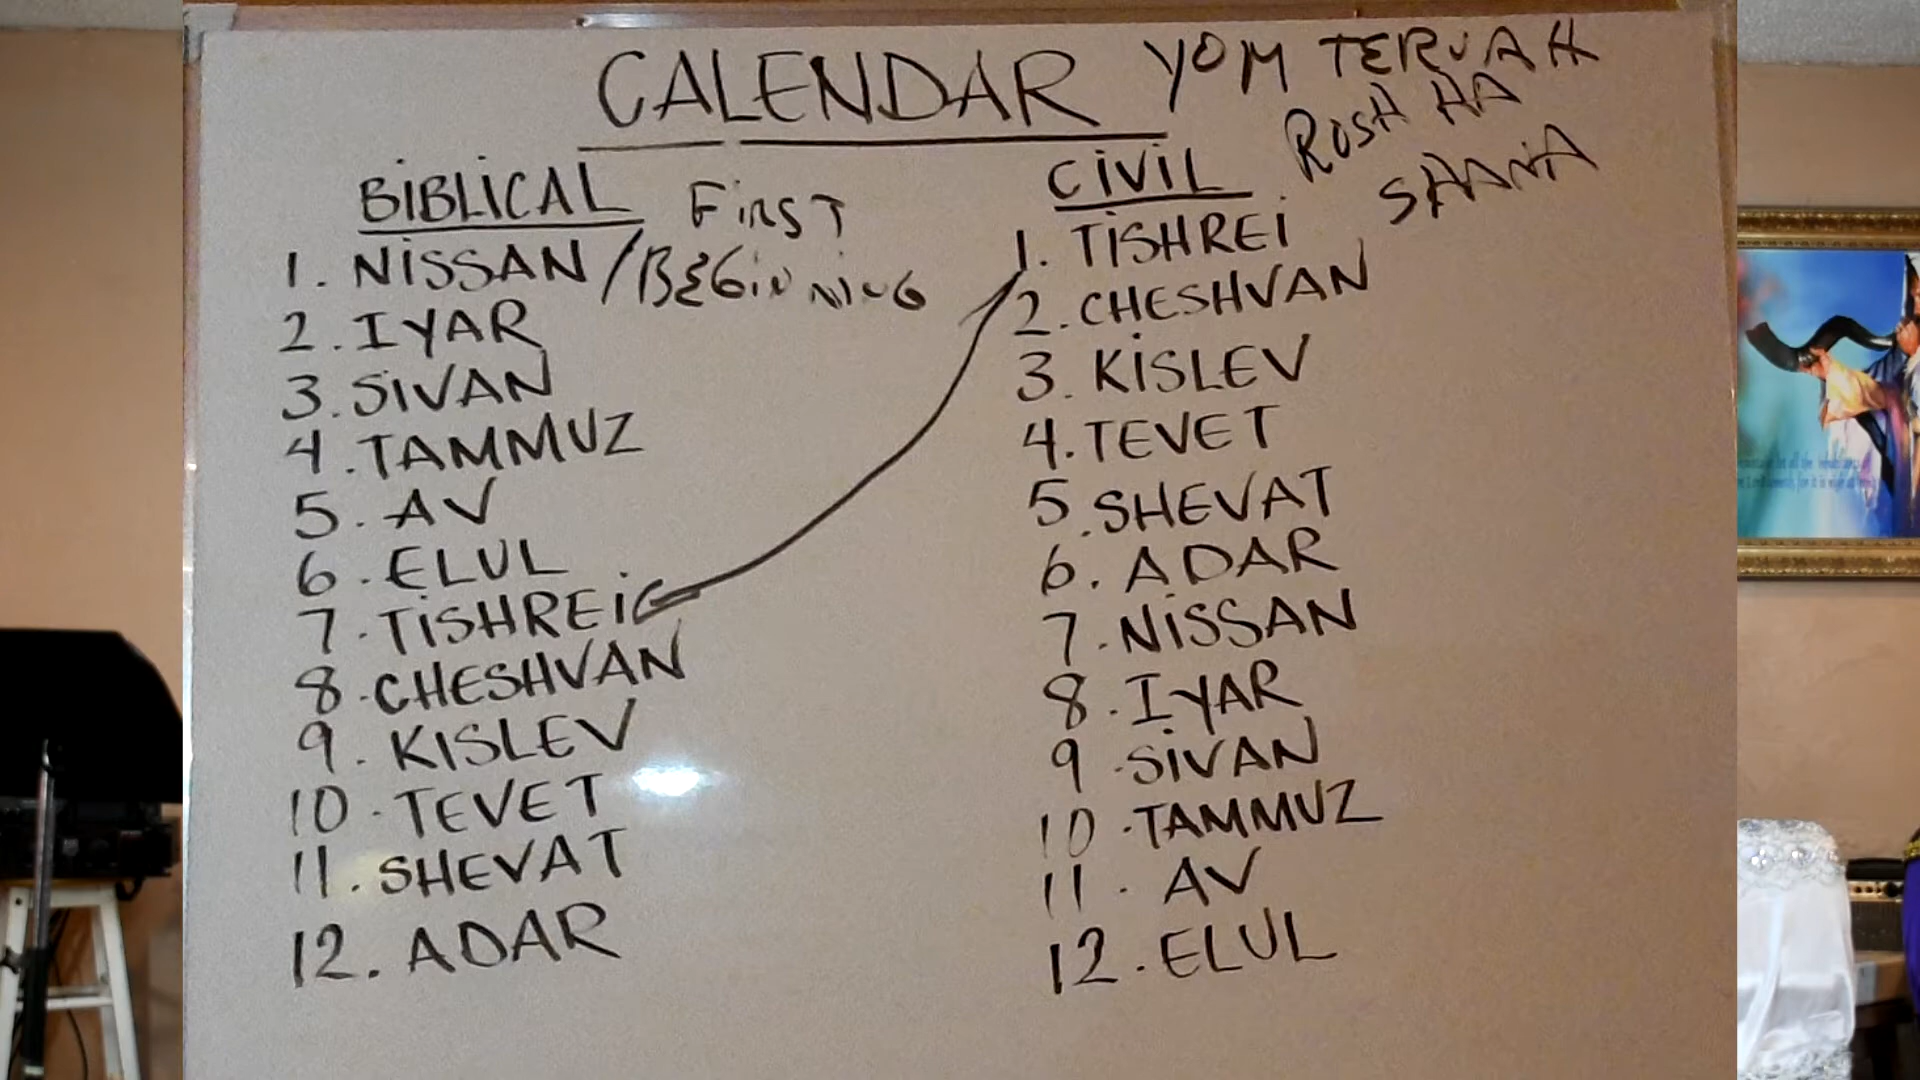 CALENDAR
YOM TERUAH
ROSH HA
SHANA
BIBLICAL
FIRST
1. NISSAN / BEGINNING
2. IYAR
3. SIVAN
4. TAMMUZ
5. AV
6. ELUL
7. TISHREI
8. CHESHVAN
9. KISLEV
10. TEVET
11. SHEVAT
12. ADAR
CIVIL
1. TISHREI
2. CHESHVAN
3. KISLEV
4. TEVET
5. SHEVAT
6. ADAR
7. NISSAN
8. IYAR
9. SIVAN
10. TAMMUZ
11. AV
12. ELUL